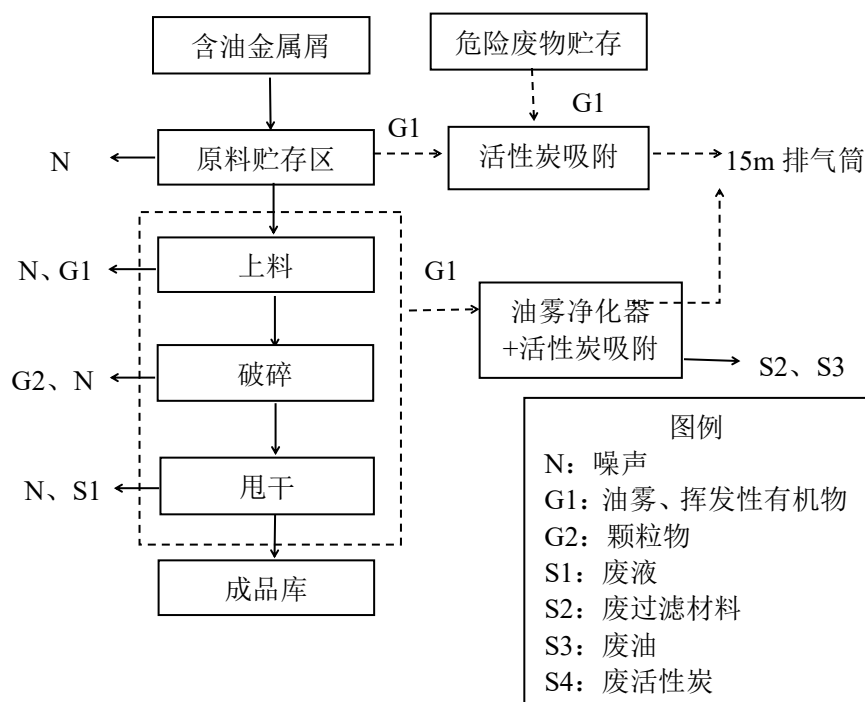 含油金属屑
危险废物贮存
G1
G1
N
原料贮存区
活性炭吸附
15m 排气筒
N、G1
上料
G1
油雾净化器
+活性炭吸附
G2、N
破碎
S2、S3
N、S1
甩干
成品库
图例
N：噪声
G1：油雾、挥发性有机物
G2：颗粒物
S1：废液
S2：废过滤材料
S3：废油
S4：废活性炭